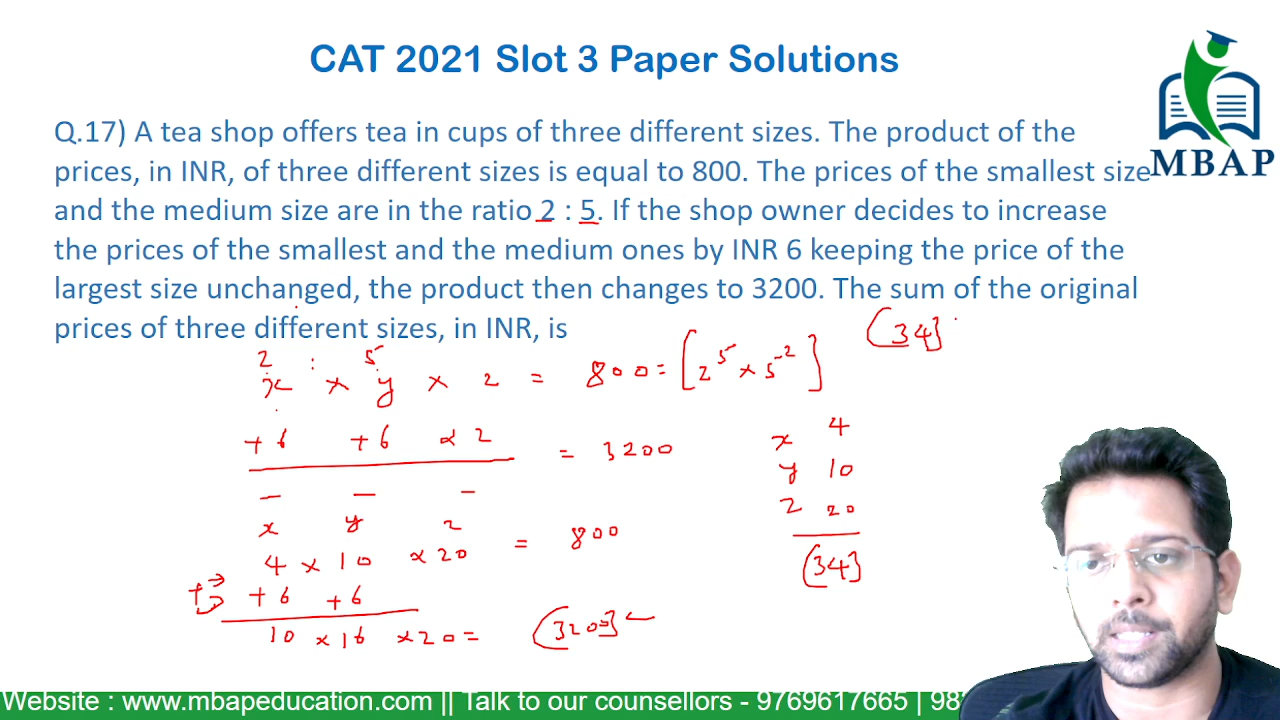 CAT 2021 Slot 3 Paper Solutions
MBAP
Q.17) A tea shop offers tea in cups of three different sizes. The product of the
prices, in INR, of three different sizes is equal to 800. The prices of the smallest size
and the medium size are in the ratio 2 : 5. If the shop owner decides to increase
the prices of the smallest and the medium ones by INR 6 keeping the price of the
largest size unchanged, the product then changes to 3200. The sum of the original
prices of three different sizes, in INR, is
(34]
2 : 5
x × y × z = 800 = [2^5 × 5^2]
+6 +6 × z = 3200
x y z
4 × 10 × 20 = 800
+6 +6
10 × 16 × 20 = (3200]
x 4
y 10
z 20
(34]
Website : www.mbapeducation.com || Talk to our counsellors - 9769617665 | 98